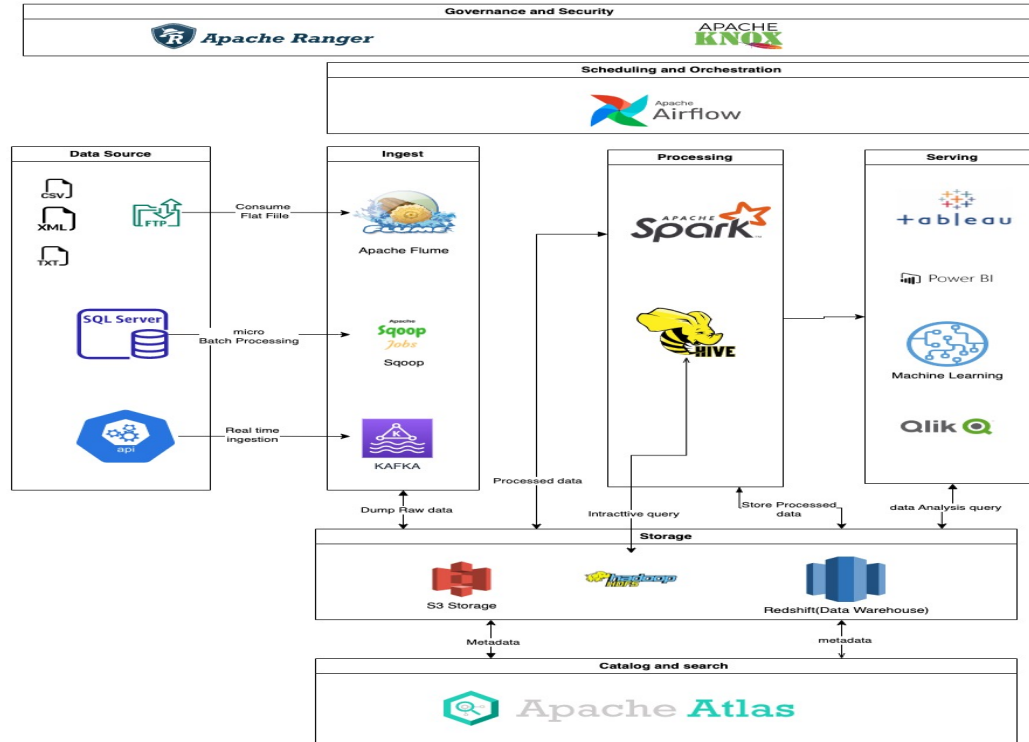 Governance and Security
Apache Ranger
APACHE
KNOX
Scheduling and Orchestration
Apache
Airflow
Data Source
CSV
XML
TXT
FTP
Consume
Flat Fiile
SQL Server
micro
Batch Processing
api
Real time
ingestion
Ingest
Apache Flume
Apache
Sqoop
Jobs
Sqoop
K
KAFKA
Processing
APACHE
Spark
HIVE
Serving
+ableau
Power BI
Machine Learning
Qlik
Dump Raw data
Processed data
Intracttive query
Store Processed
data
data Analysis query
Storage
S3 Storage
hadoop
HDFS
Redshift(Data Warehouse)
Metadata
metadata
Catalog and search
Apache Atlas